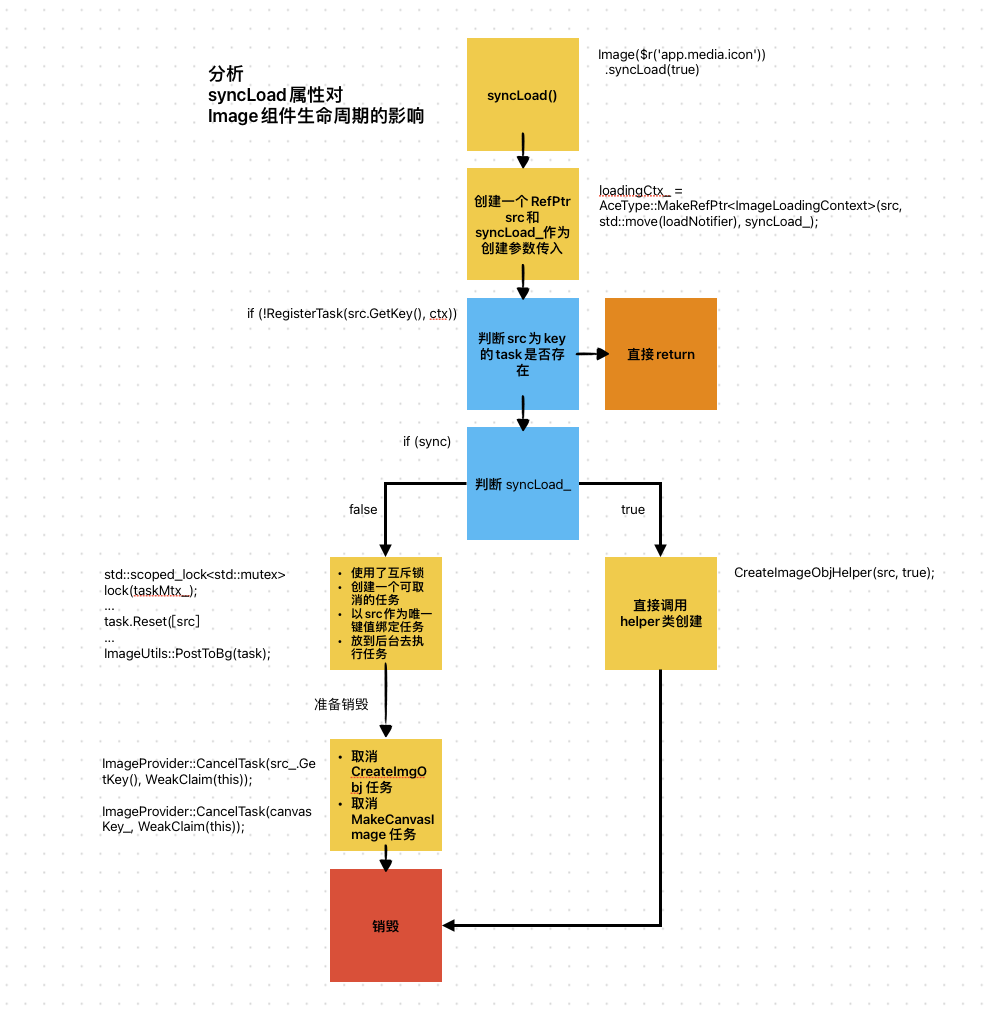 分析
syncLoad 属性对
Image 组件生命周期的影响
syncLoad()
Image($r('app.media.icon'))
.syncLoad(true)
创建一个 RefPtr
src 和
syncLoad_作为
创建参数传入
loadingCtx_ =
AceType::MakeRefPtr<ImageLoadingContext>(src,
std::move(loadNotifier), syncLoad_);
if (!RegisterTask(src.GetKey(), ctx))
判断 src 为 key
的 task 是否存
在
直接 return
if (sync)
判断 syncLoad_
false
true
std::scoped_lock<std::mutex>
lock(taskMtx_);
...
task.Reset([src]
...
ImageUtils::PostToBg(task);
• 使用了互斥锁
• 创建一个可取
消的任务
• 以 src 作为唯一
键值绑定任务
• 放到后台去执
行任务
直接调用
helper 类创建
CreateImageObjHelper(src, true);
准备销毁
ImageProvider::CancelTask(src_.Ge
tKey(), WeakClaim(this));
ImageProvider::CancelTask(canvas
Key_, WeakClaim(this));
• 取消
CreateImgO
bj 任务
• 取消
MakeCanvasI
mage 任务
销毁